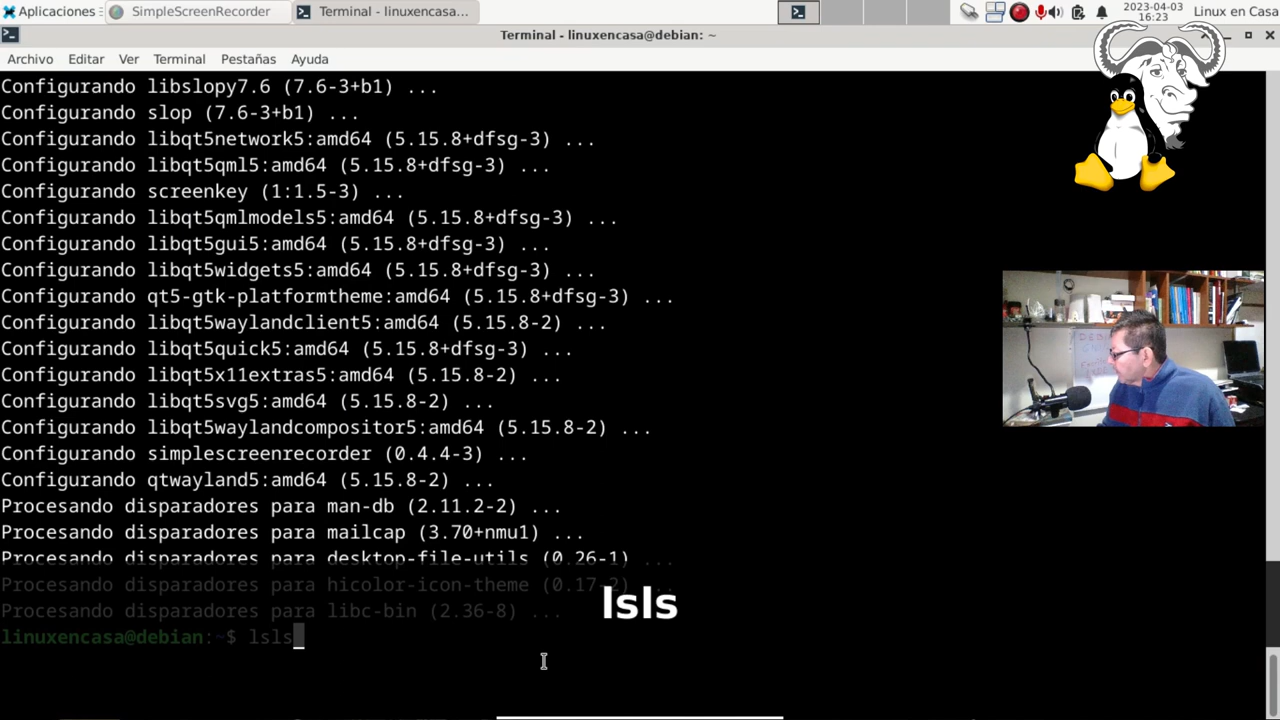 Aplicaciones
SimpleScreenRecorder
Terminal - linuxencasa...
2023-04-03
16:23
Linux en Casa
Terminal - linuxencasa@debian: ~
Archivo Editar Ver Terminal Pestañas Ayuda
Configurando libslopy7.6 (7.6-3+b1) ...
Configurando slop (7.6-3+b1) ...
Configurando libqt5network5:amd64 (5.15.8+dfsg-3) ...
Configurando libqt5qml5:amd64 (5.15.8+dfsg-3) ...
Configurando screenkey (1:1.5-3) ...
Configurando libqt5qmlmodels5:amd64 (5.15.8+dfsg-3) ...
Configurando libqt5gui5:amd64 (5.15.8+dfsg-3) ...
Configurando libqt5widgets5:amd64 (5.15.8+dfsg-3) ...
Configurando qt5-gtk-platformtheme:amd64 (5.15.8+dfsg-3) ...
Configurando libqt5waylandclient5:amd64 (5.15.8-2) ...
Configurando libqt5quick5:amd64 (5.15.8+dfsg-3) ...
Configurando libqt5x11extras5:amd64 (5.15.8-2) ...
Configurando libqt5svg5:amd64 (5.15.8-2) ...
Configurando libqt5waylandcompositor5:amd64 (5.15.8-2) ...
Configurando simplescreenrecorder (0.4.4-3) ...
Configurando qtwayland5:amd64 (5.15.8-2) ...
Procesando disparadores para man-db (2.11.2-2) ...
Procesando disparadores para mailcap (3.70+nmu1) ...
Procesando disparadores para desktop-file-utils (0.26-1) ...
Procesando disparadores para hicolor-icon-theme (0.17-2) ...
Procesando disparadores para libc-bin (2.36-8) ...
lsls
linuxencasa@debian:~$ lsls